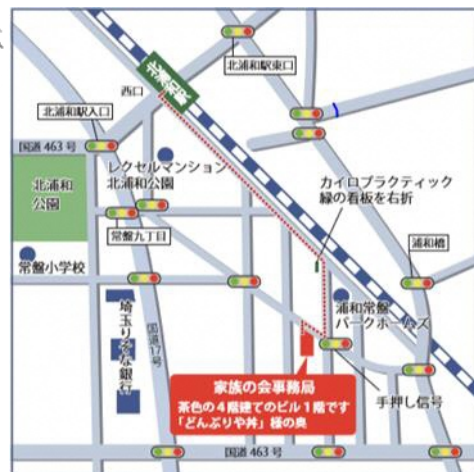 北浦和駅
西口
北浦和駅東口
北浦和駅入口
国道 463 号
北浦和
公園
レクセルマンション
北浦和公園
カイロプラクティック
緑の看板を右折
常盤九丁目
浦和橋
常盤小学校
埼玉りそな銀行
国道17号
浦和常盤
パークホームズ
手押し信号
家族の会事務局
茶色の4階建てのビル1階です
「どんぶりや丼」様の奥
国道 463 号